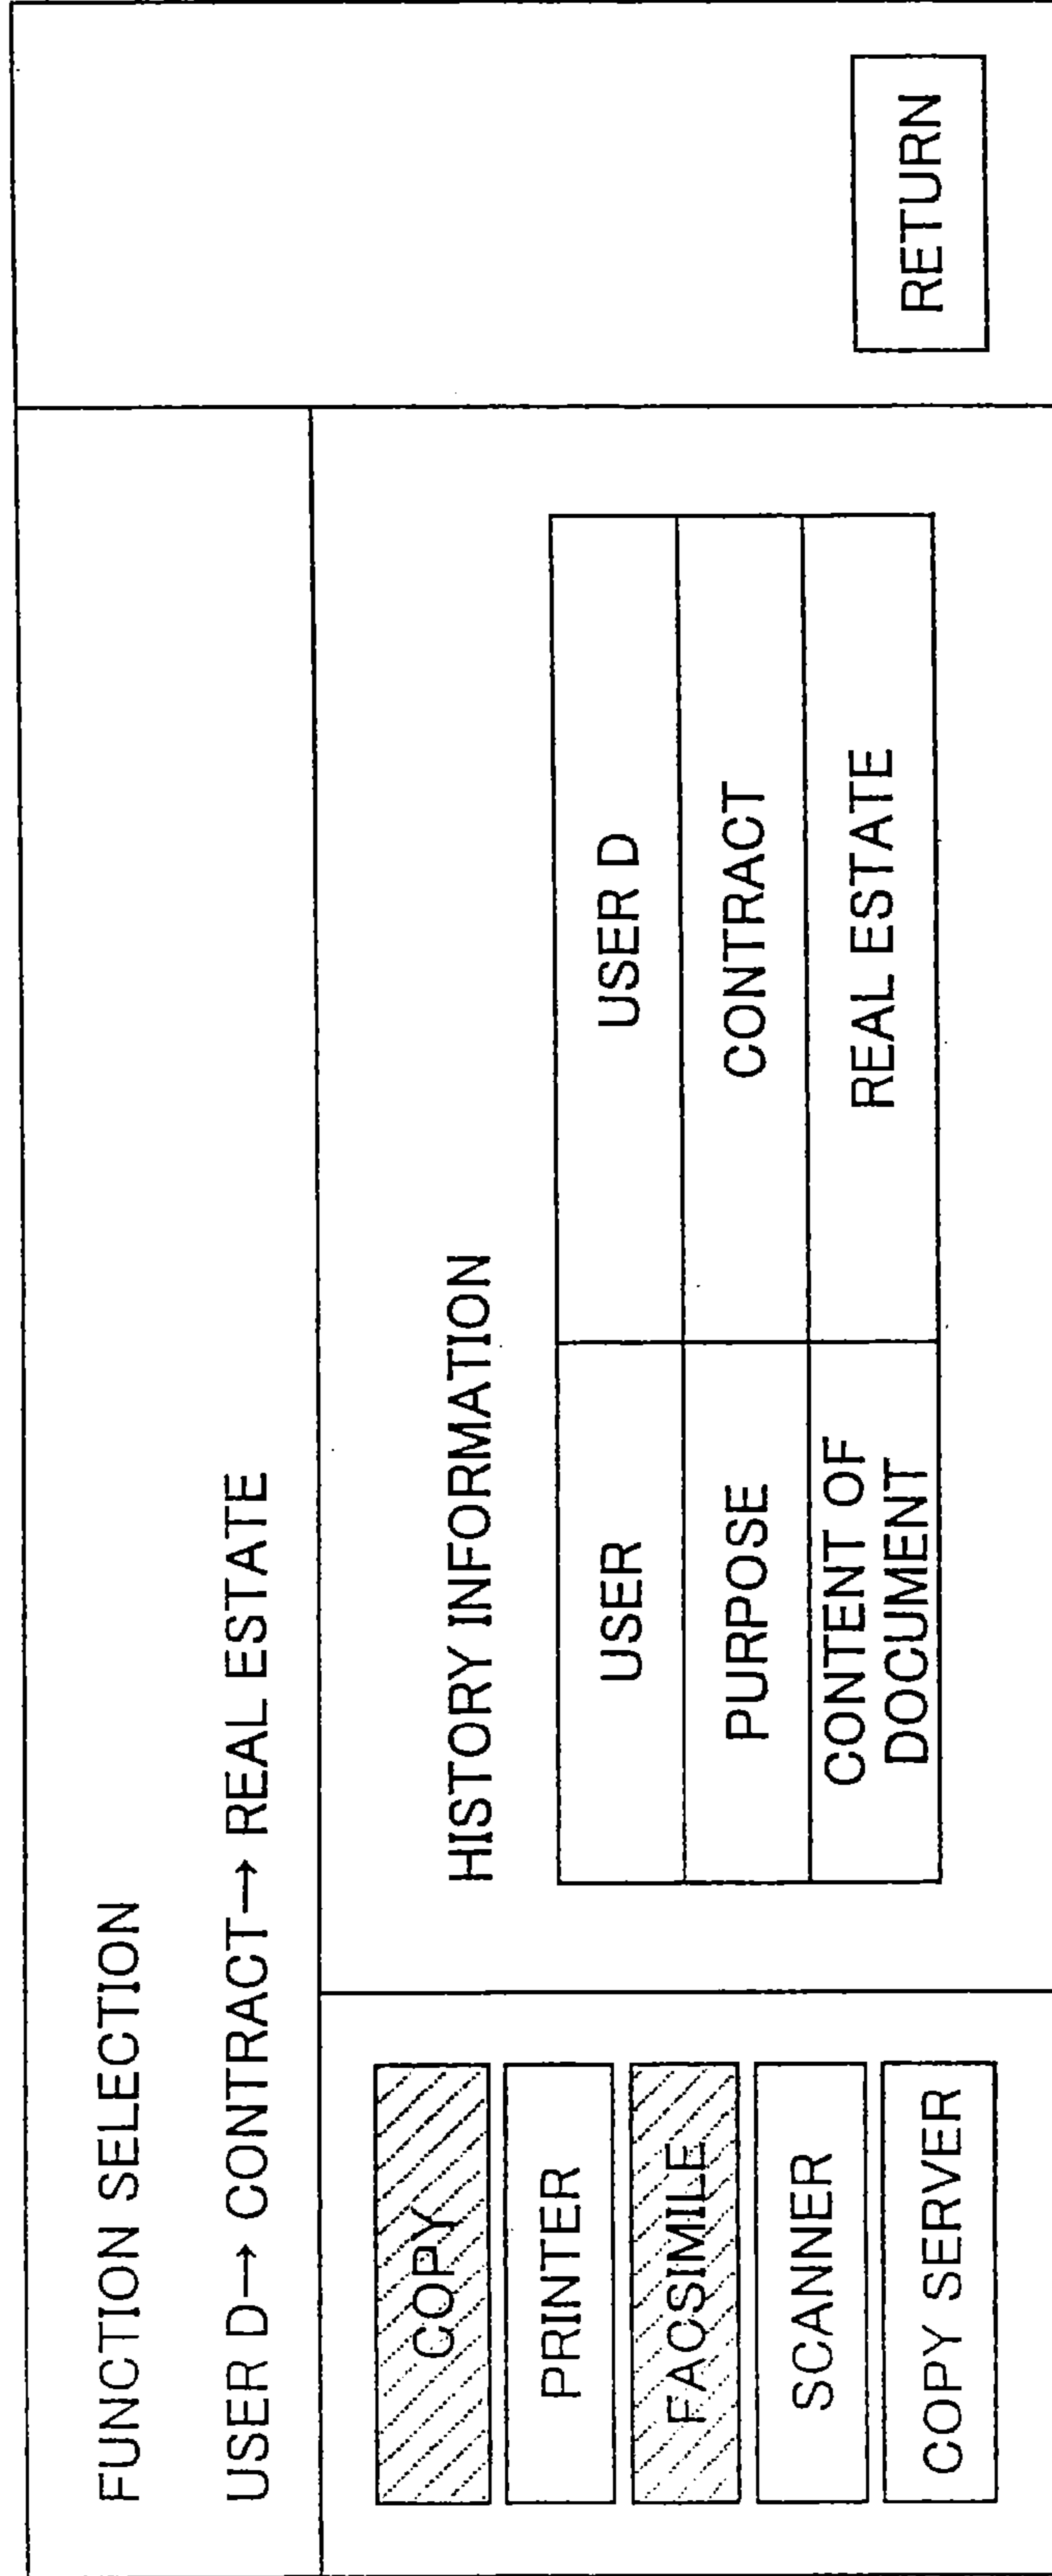 FUNCTION SELECTION
USER D→ CONTRACT→ REAL ESTATE
COPY
PRINTER
FACSIMILE
SCANNER
COPY SERVER
HISTORY INFORMATION
USER USER D
PURPOSE CONTRACT
CONTENT OF
DOCUMENT REAL ESTATE
RETURN